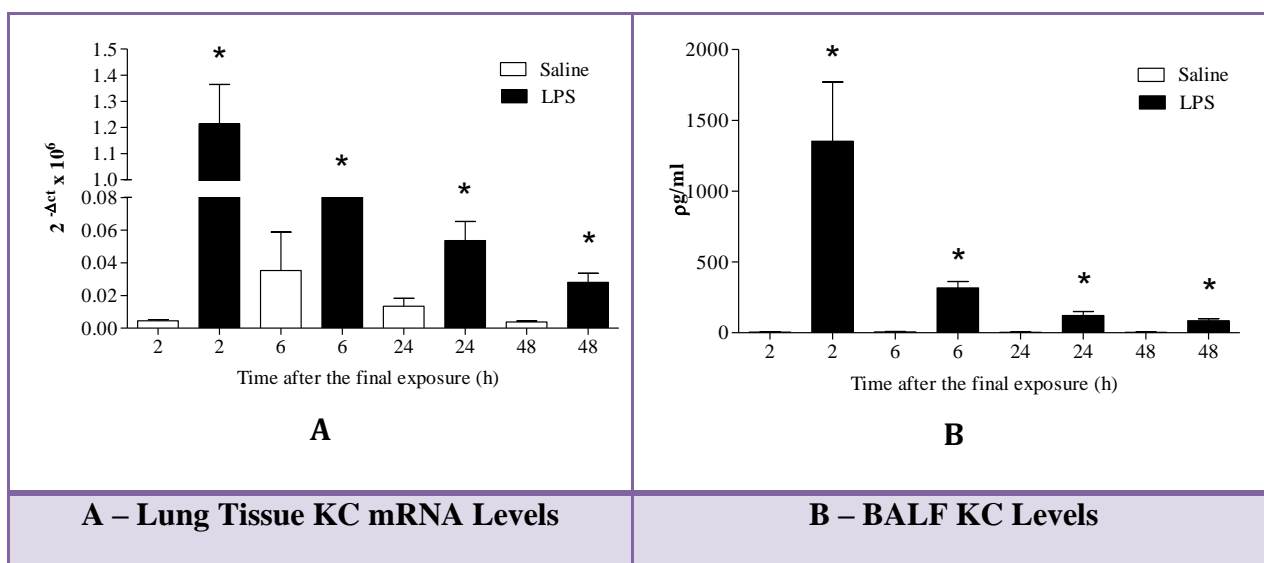 1.5
1.4
1.3
1.2
1.1
1.0
0.08
0.06
0.04
0.02
0.00
2 -Δct x 10⁶
* * * *
Saline
LPS
2 2 6 6 24 24 48 48
Time after the final exposure (h)
A
2000
1500
1000
500
0
ρg/ml
* * * *
Saline
LPS
2 2 6 6 24 24 48 48
Time after the final exposure (h)
B
A – Lung Tissue KC mRNA Levels
B – BALF KC Levels